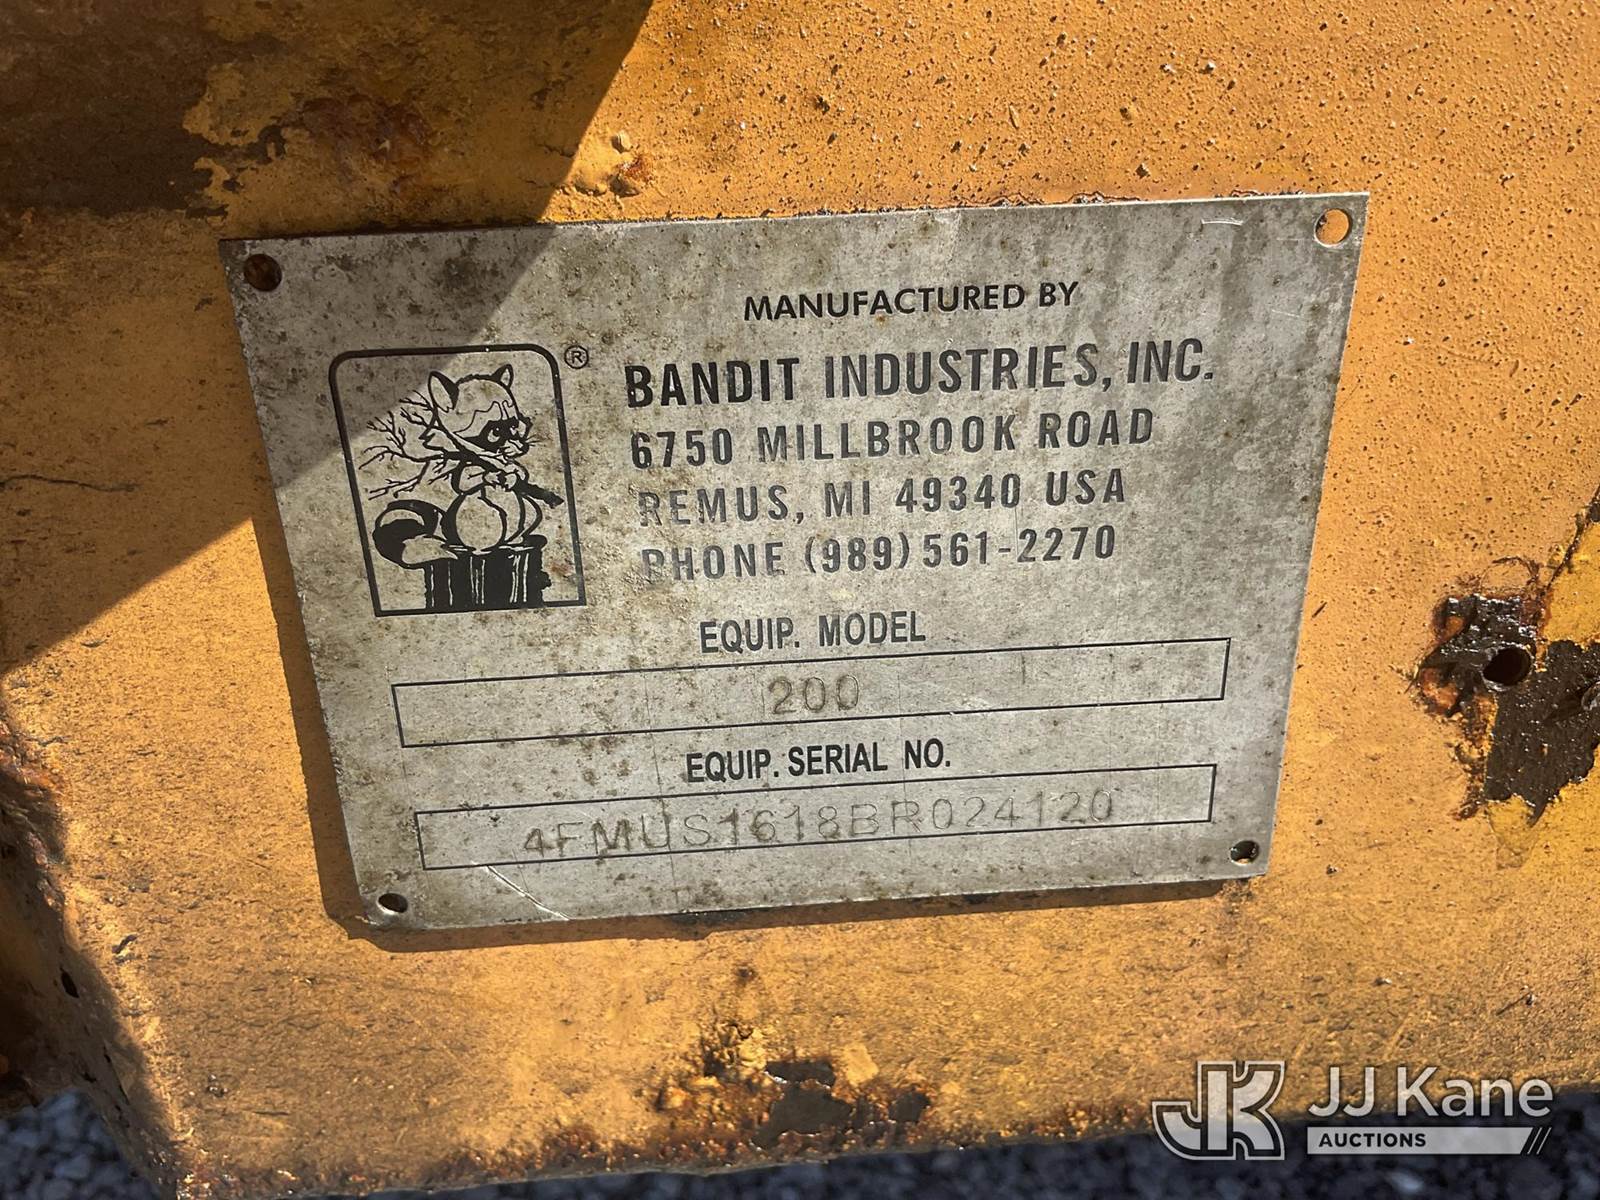 MANUFACTURED BY
®
BANDIT INDUSTRIES, INC.
6750 MILLBROOK ROAD
REMUS, MI 49340 USA
PHONE (989) 561-2270
EQUIP. MODEL
200
EQUIP. SERIAL NO.
4FMUS1618BR024120
JK JJ Kane
AUCTIONS